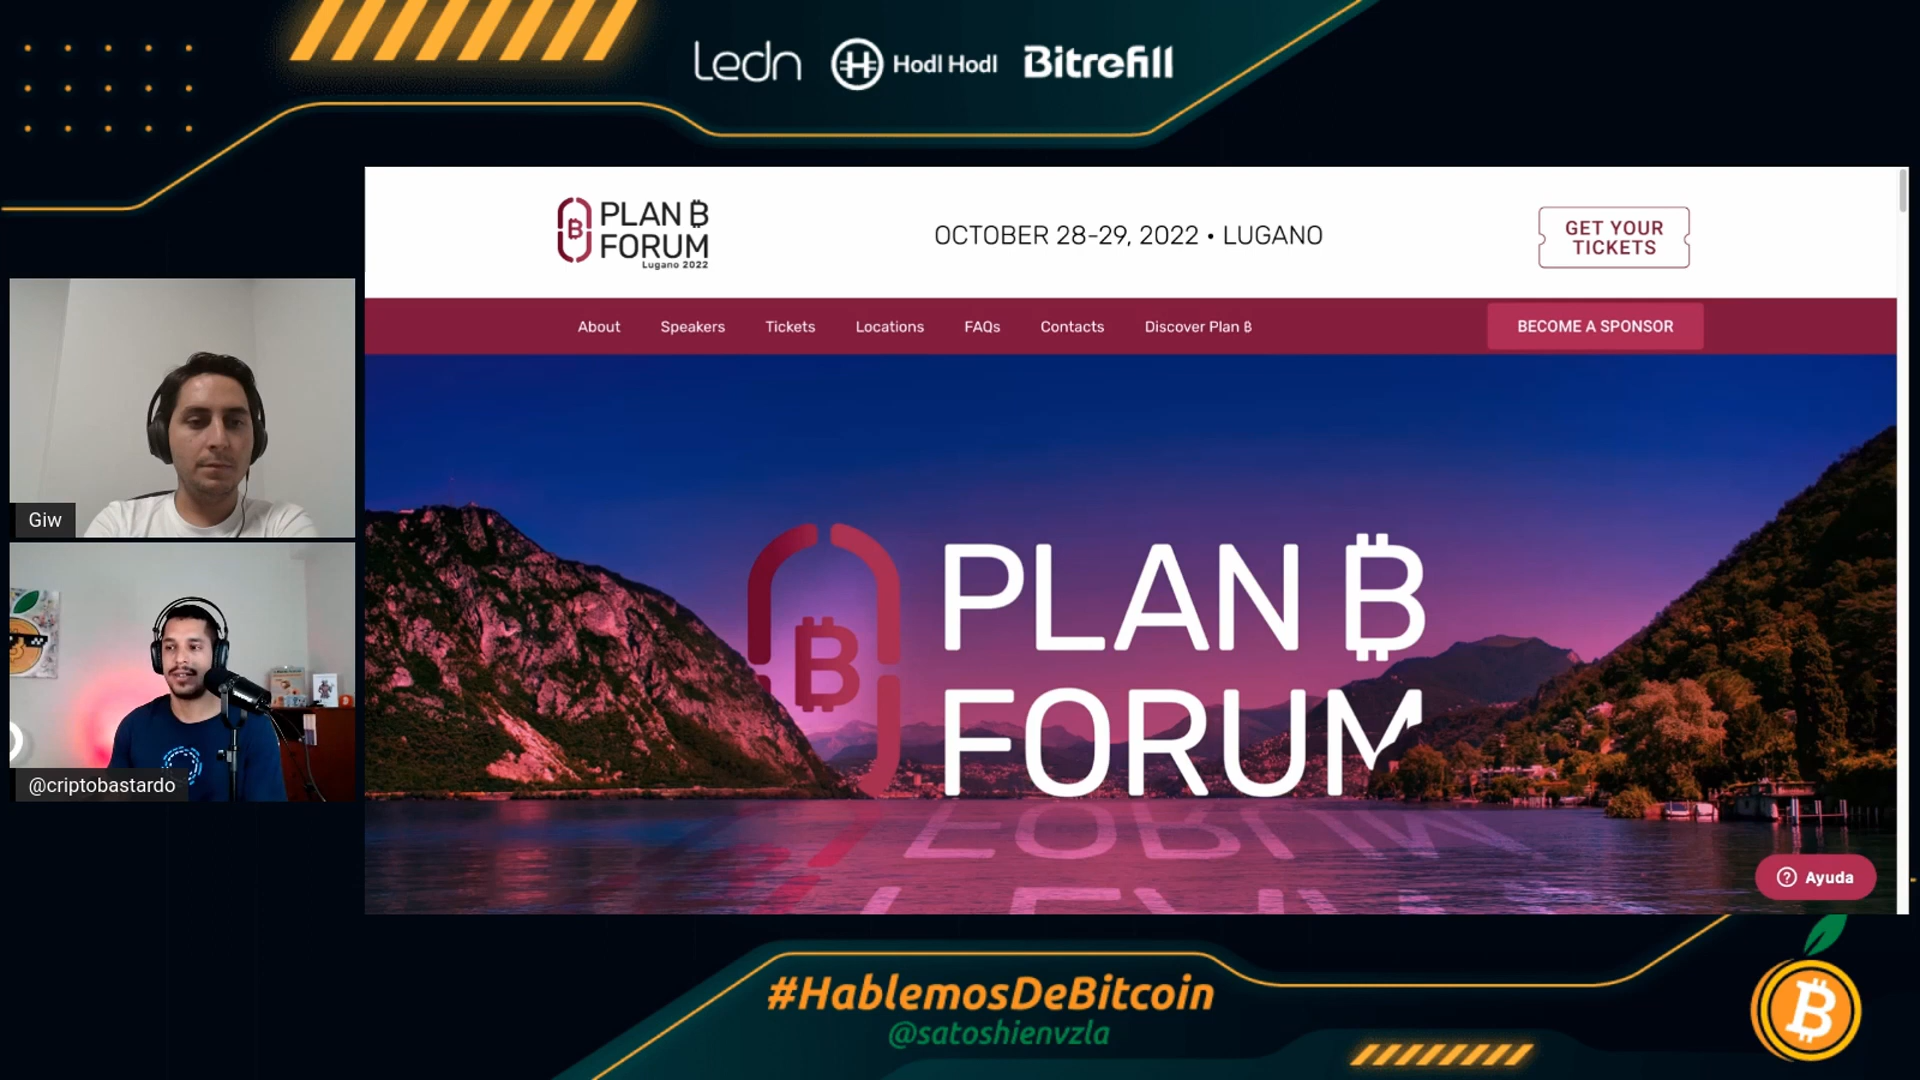 ledn
Hodl Hodl
Bitrefill
PLAN ₿
FORUM
Lugano 2022
OCTOBER 28-29, 2022 • LUGANO
GET YOUR
TICKETS
About
Speakers
Tickets
Locations
FAQs
Contacts
Discover Plan ₿
BECOME A SPONSOR
PLAN ₿
FORUM
Giw
@criptobastardo
Ayuda
#HablemosDeBitcoin
@satoshienvzla